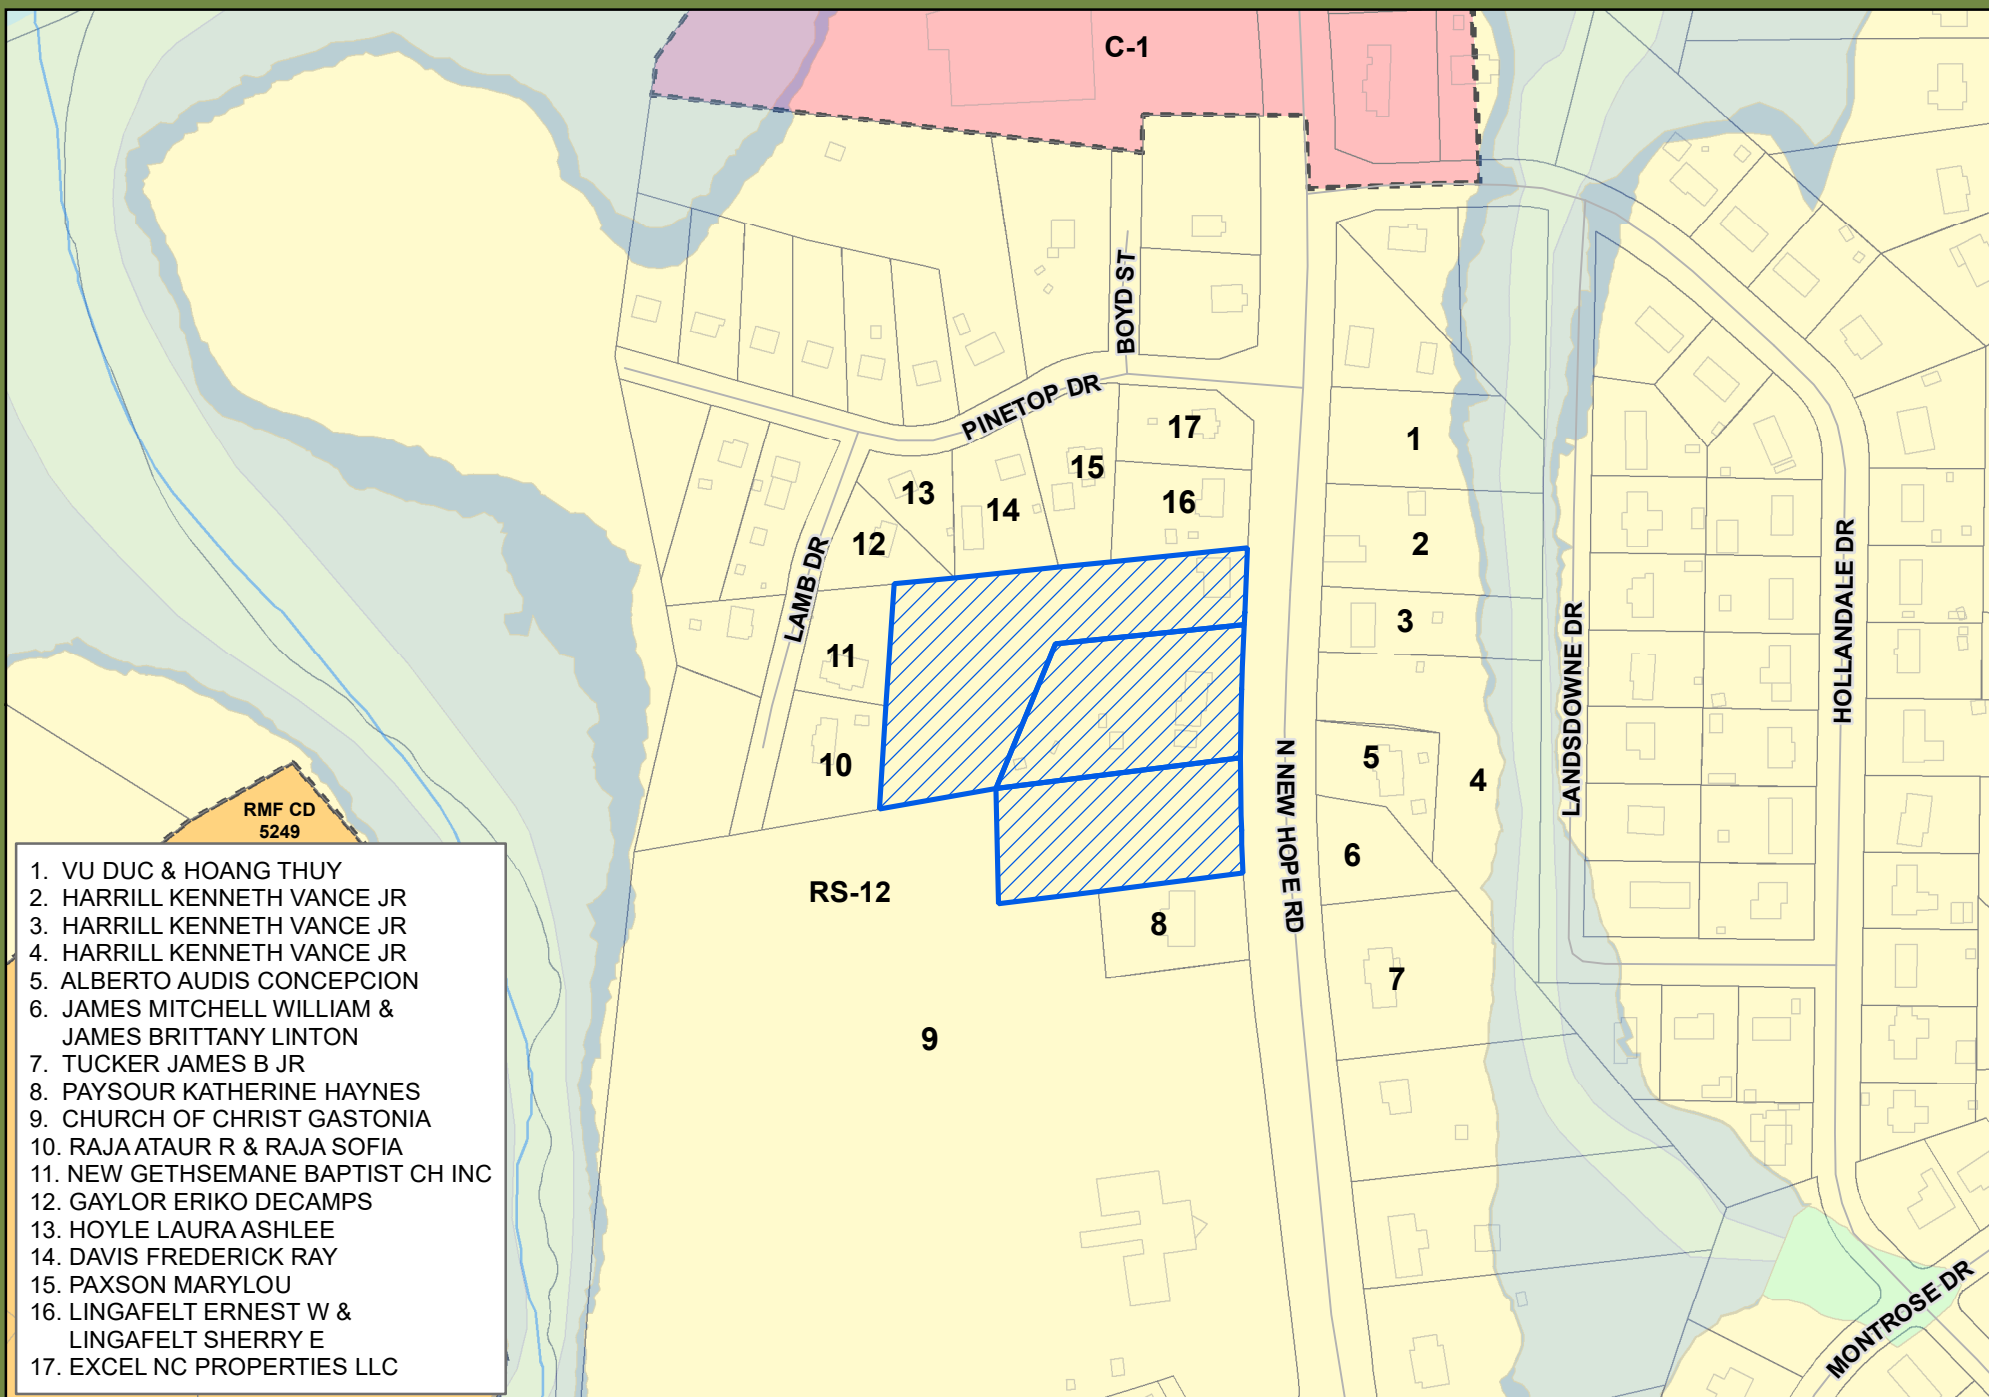 C-1
BOYD ST
PINETOP DR
17
1
15
13
16
14
12
2
LAMB DR
HOLLANDALE DR
3
LANDSDOWNE DR
11
10
5
4
N NEW HOPE RD
RMF CD
5249
6
RS-12
8
7
9
MONTROSE DR
1. VU DUC & HOANG THUY
2. HARRILL KENNETH VANCE JR
3. HARRILL KENNETH VANCE JR
4. HARRILL KENNETH VANCE JR
5. ALBERTO AUDIS CONCEPCION
6. JAMES MITCHELL WILLIAM &
JAMES BRITTANY LINTON
7. TUCKER JAMES B JR
8. PAYSOUR KATHERINE HAYNES
9. CHURCH OF CHRIST GASTONIA
10. RAJA ATAUR R & RAJA SOFIA
11. NEW GETHSEMANE BAPTIST CH INC
12. GAYLOR ERIKO DECAMPS
13. HOYLE LAURA ASHLEE
14. DAVIS FREDERICK RAY
15. PAXSON MARYLOU
16. LINGAFELT ERNEST W &
LINGAFELT SHERRY E
17. EXCEL NC PROPERTIES LLC